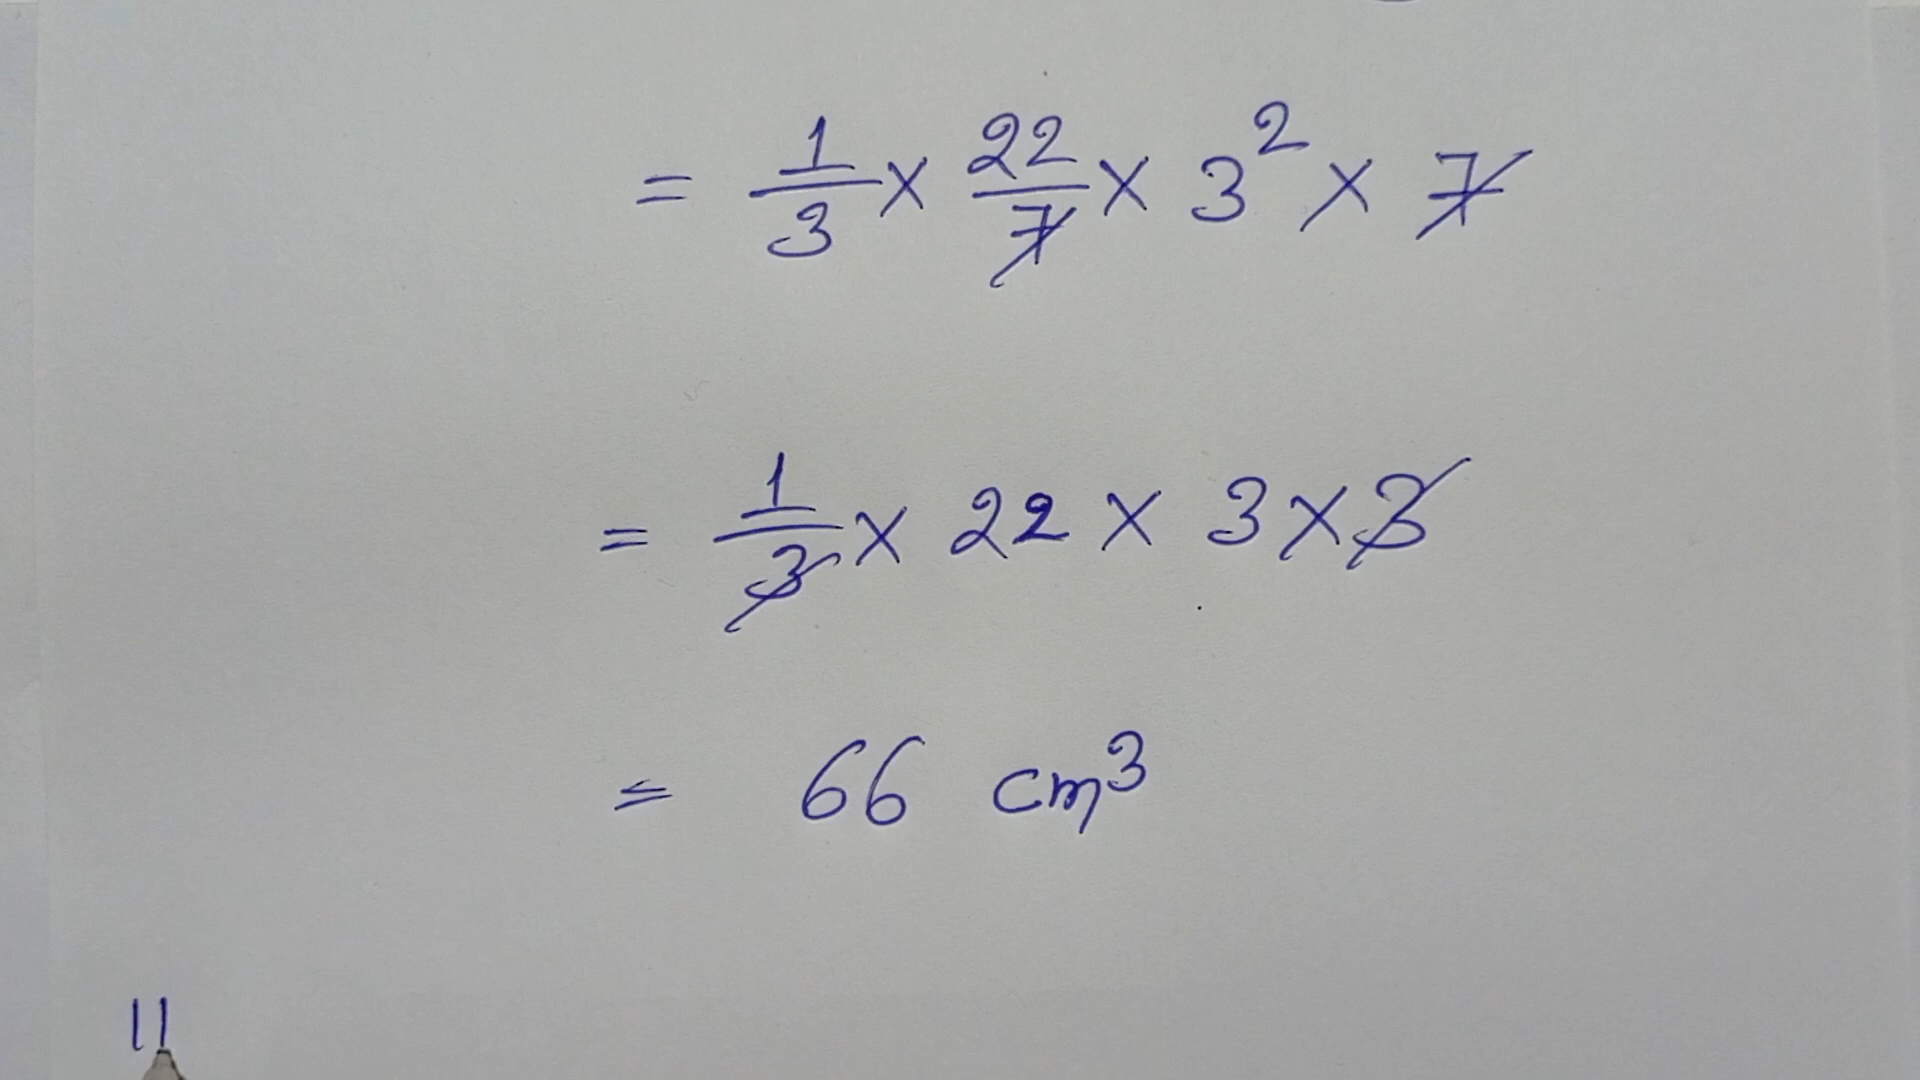 = 1/3 × 22/7 × 3² × 7
= 1/3 × 22 × 3 × 3
= 66 cm³
11